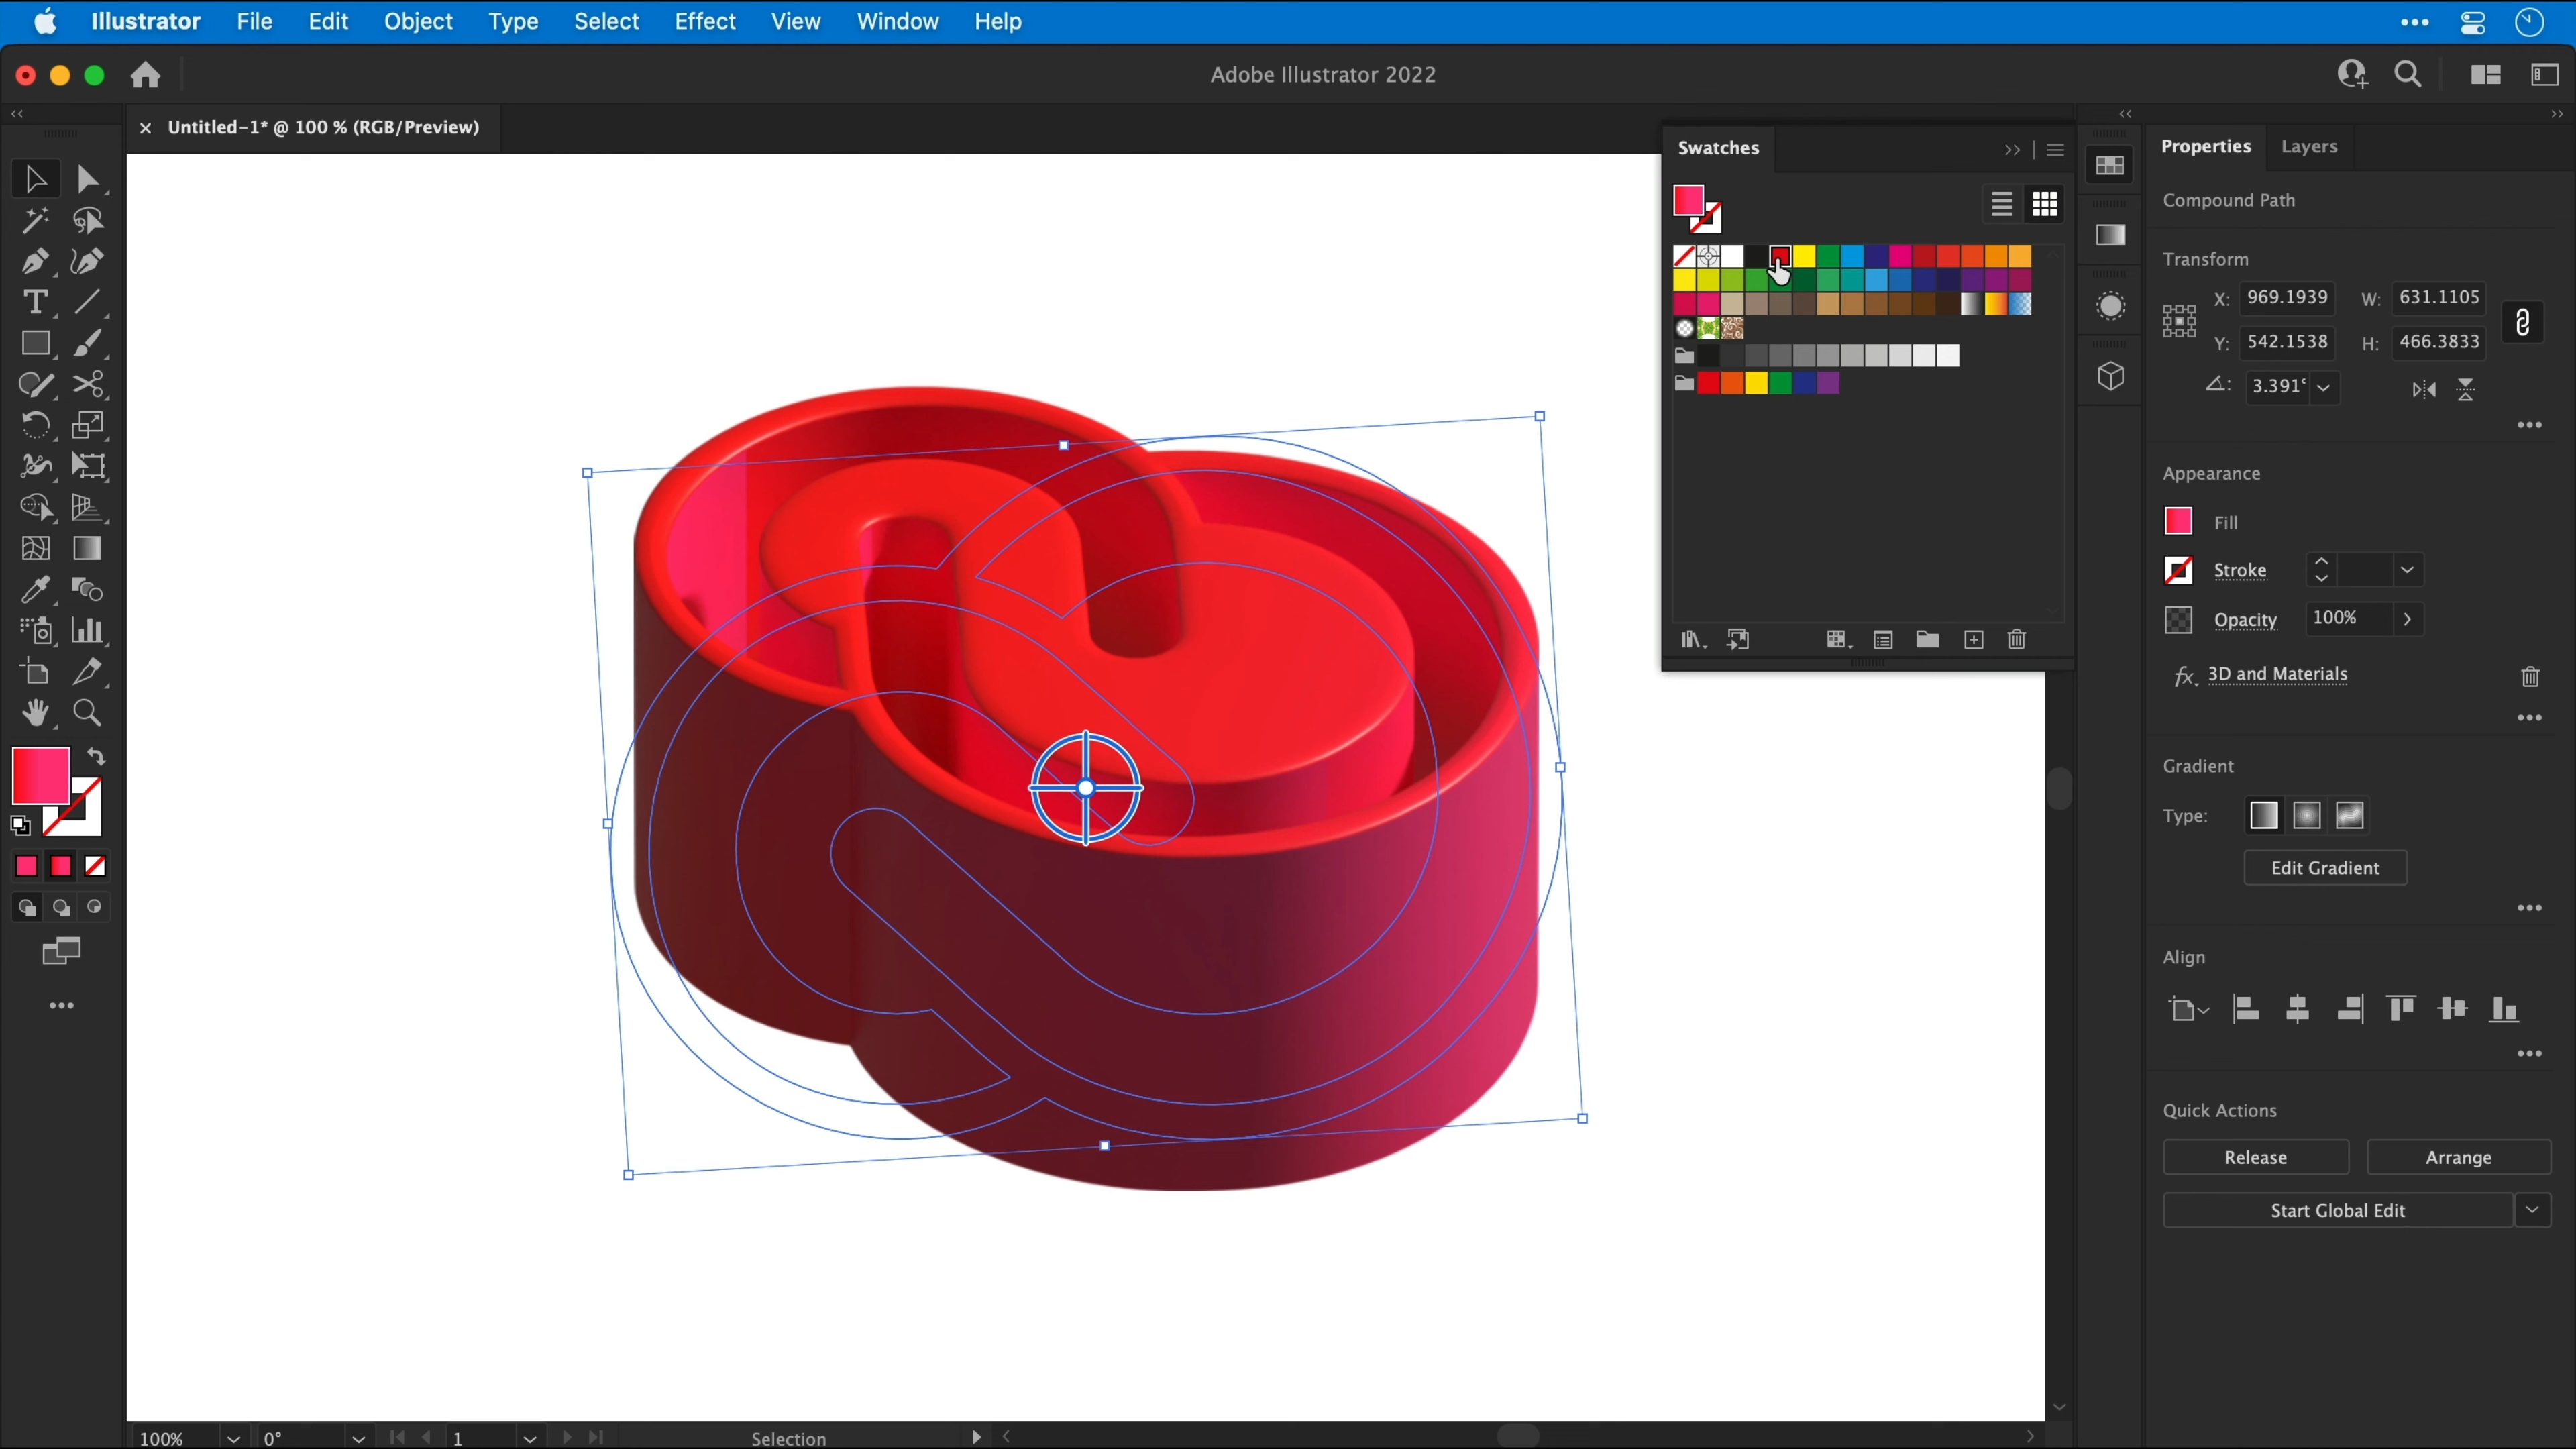 Illustrator File Edit Object Type Select Effect View Window Help
Adobe Illustrator 2022
Untitled-1* @ 100 % (RGB/Preview)
Swatches
Properties Layers
Compound Path
Transform
X: 969.1939 W: 631.1105
Y: 542.1538 H: 466.3833
3.391°
Appearance
Fill
Stroke
Opacity 100%
fx. 3D and Materials
Gradient
Type:
Edit Gradient
Align
Quick Actions
Release Arrange
Start Global Edit
100% 0° 1 Selection